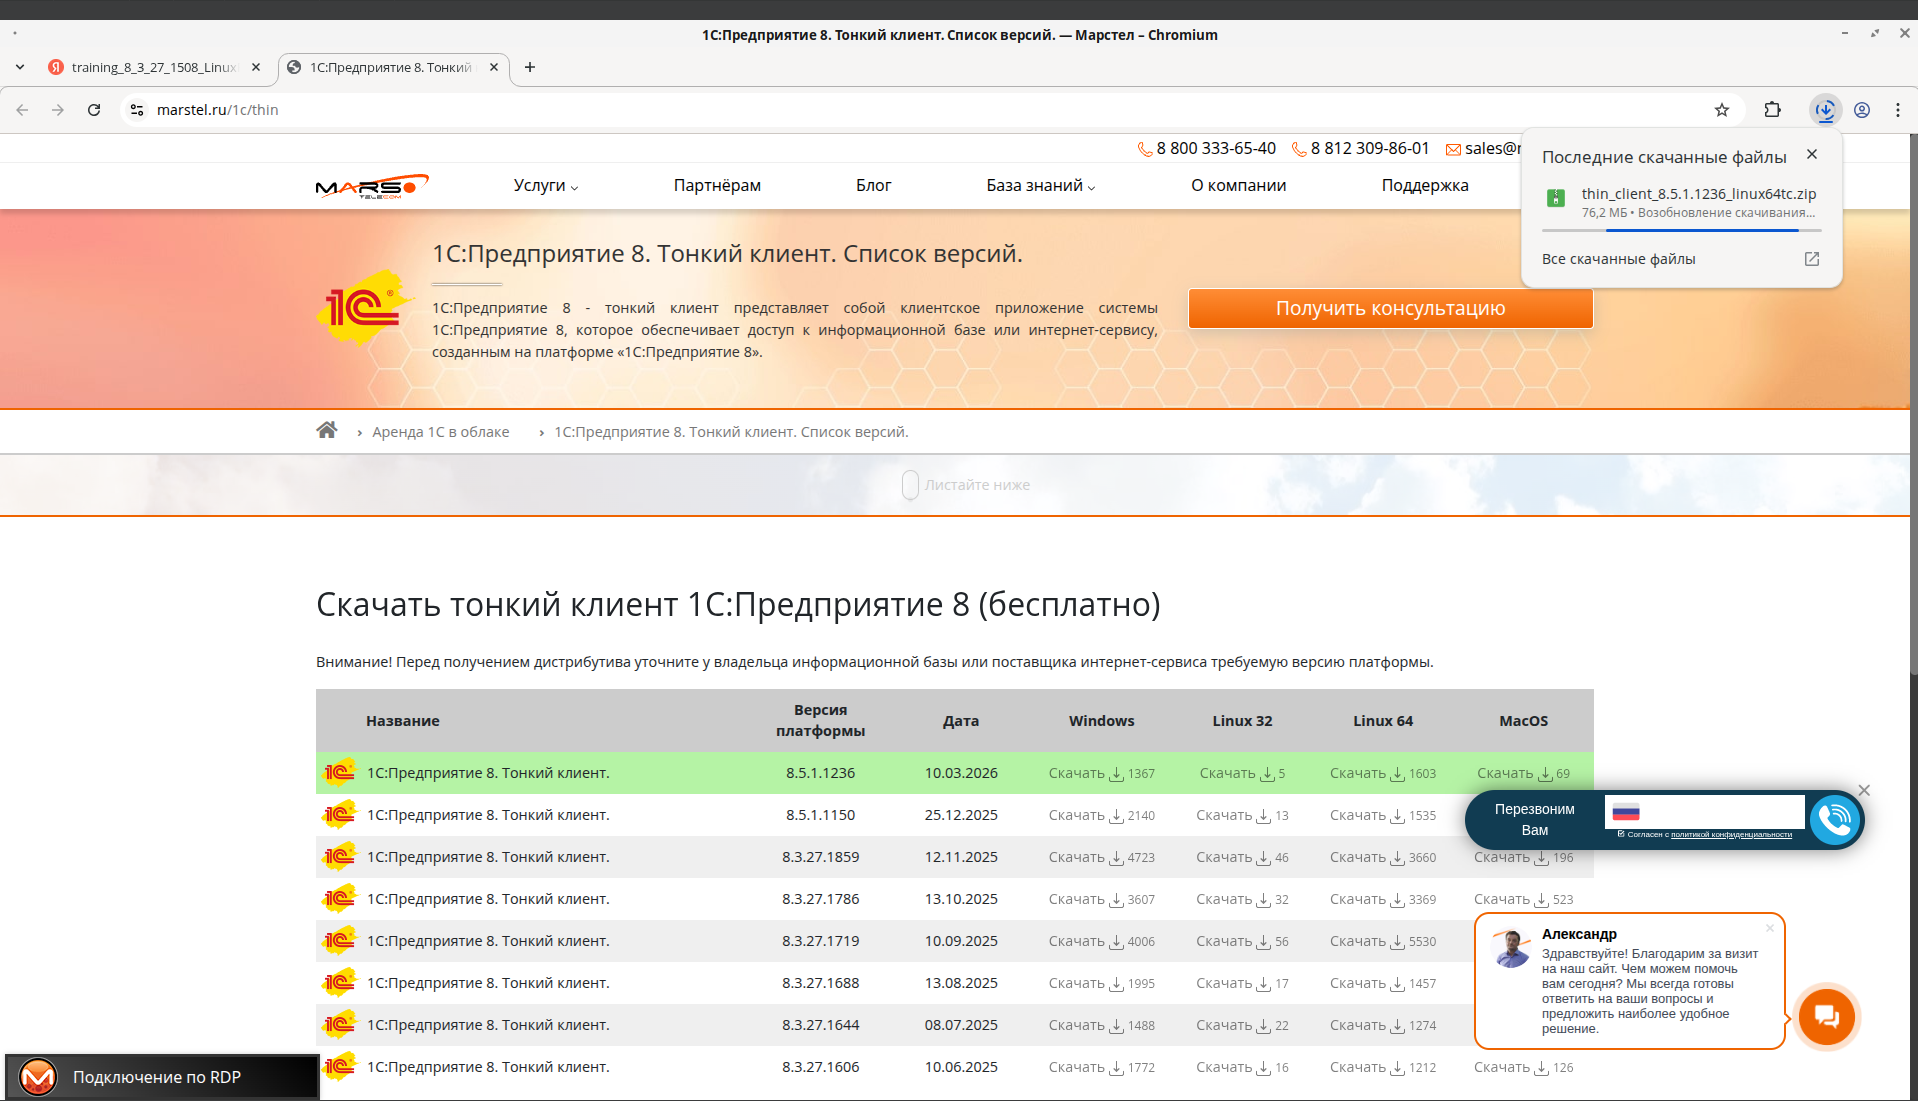 1С:Предприятие 8. Тонкий клиент. Список версий. — Марстел – Chromium
training_8_3_27_1508_Linux
1С:Предприятие 8. Тонкий
marstel.ru/1c/thin
8 800 333-65-40
8 812 309-86-01
sales@
MARS
TELECOM
Услуги
Партнёрам
Блог
База знаний
О компании
Поддержка
Последние скачанные файлы
thin_client_8.5.1.1236_linux64tc.zip
76,2 МБ • Возобновление скачивания…
Все скачанные файлы
1С:Предприятие 8. Тонкий клиент. Список версий.
1С:Предприятие 8 - тонкий клиент представляет собой клиентское приложение системы
1С:Предприятие 8, которое обеспечивает доступ к информационной базе или интернет-сервису,
созданным на платформе «1С:Предприятие 8».
Получить консультацию
Аренда 1С в облаке
1С:Предприятие 8. Тонкий клиент. Список версий.
Листайте ниже
Скачать тонкий клиент 1С:Предприятие 8 (бесплатно)
Внимание! Перед получением дистрибутива уточните у владельца информационной базы или поставщика интернет-сервиса требуемую версию платформы.
Название Версия платформы Дата Windows Linux 32 Linux 64 MacOS
1С:Предприятие 8. Тонкий клиент. 8.5.1.1236 10.03.2026 Скачать 1367 Скачать 5 Скачать 1603 Скачать 69
1С:Предприятие 8. Тонкий клиент. 8.5.1.1150 25.12.2025 Скачать 2140 Скачать 13 Скачать 1535
1С:Предприятие 8. Тонкий клиент. 8.3.27.1859 12.11.2025 Скачать 4723 Скачать 46 Скачать 3660 Скачать 196
1С:Предприятие 8. Тонкий клиент. 8.3.27.1786 13.10.2025 Скачать 3607 Скачать 32 Скачать 3369 Скачать 523
1С:Предприятие 8. Тонкий клиент. 8.3.27.1719 10.09.2025 Скачать 4006 Скачать 56 Скачать 5530
1С:Предприятие 8. Тонкий клиент. 8.3.27.1688 13.08.2025 Скачать 1995 Скачать 17 Скачать 1457
1С:Предприятие 8. Тонкий клиент. 8.3.27.1644 08.07.2025 Скачать 1488 Скачать 22 Скачать 1274
1С:Предприятие 8. Тонкий клиент. 8.3.27.1606 10.06.2025 Скачать 1772 Скачать 16 Скачать 1212 Скачать 126
Перезвоним
Вам
Согласен с политикой конфиденциальности
Александр
Здравствуйте! Благодарим за визит
на наш сайт. Чем можем помочь
вам сегодня? Мы всегда готовы
ответить на ваши вопросы и
предложить наиболее удобное
решение.
Подключение по RDP